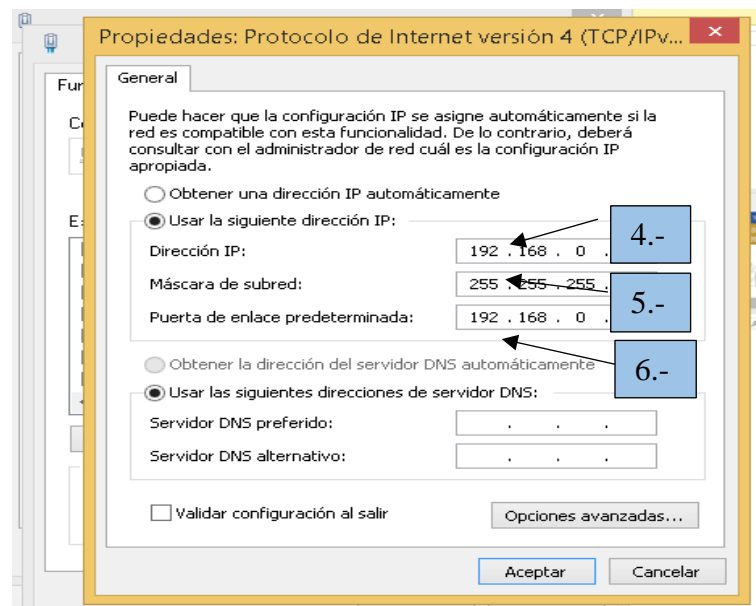 Propiedades: Protocolo de Internet versión 4 (TCP/IPv...
General
Puede hacer que la configuración IP se asigne automáticamente si la
red es compatible con esta funcionalidad. De lo contrario, deberá
consultar con el administrador de red cuál es la configuración IP
apropiada.
Obtener una dirección IP automáticamente
Usar la siguiente dirección IP:
Dirección IP: 192 . 168 . 0 .
4.-
Máscara de subred: 255 . 255 . 255 .
5.-
Puerta de enlace predeterminada: 192 . 168 . 0 .
Obtener la dirección del servidor DNS automáticamente
6.-
Usar las siguientes direcciones de servidor DNS:
Servidor DNS preferido: . . .
Servidor DNS alternativo: . . .
Validar configuración al salir
Opciones avanzadas...
Aceptar Cancelar